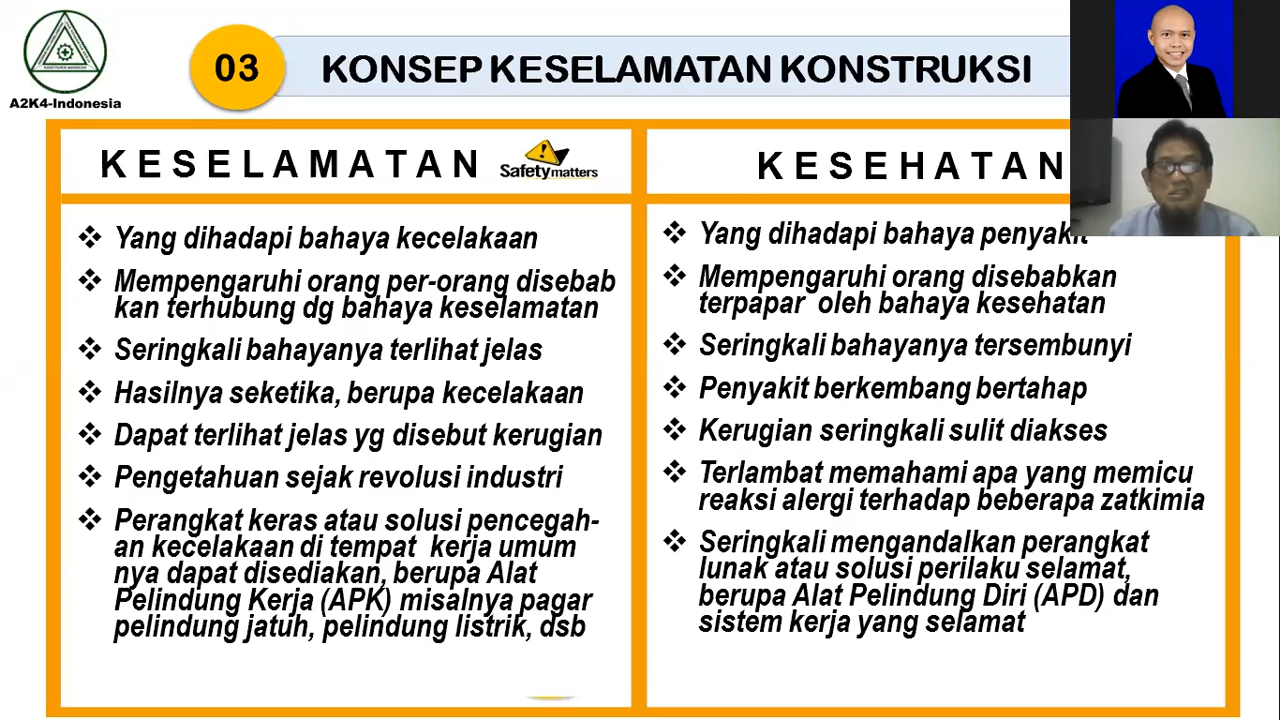 A2K4-Indonesia
03
KONSEP KESELAMATAN KONSTRUKSI
KESELAMATAN
Safetymatters
Yang dihadapi bahaya kecelakaan
Mempengaruhi orang per-orang disebab
kan terhubung dg bahaya keselamatan
Seringkali bahayanya terlihat jelas
Hasilnya seketika, berupa kecelakaan
Dapat terlihat jelas yg disebut kerugian
Pengetahuan sejak revolusi industri
Perangkat keras atau solusi pencegah-
an kecelakaan di tempat kerja umum
nya dapat disediakan, berupa Alat
Pelindung Kerja (APK) misalnya pagar
pelindung jatuh, pelindung listrik, dsb
KESEHATAN
Yang dihadapi bahaya penyakit
Mempengaruhi orang disebabkan
terpapar oleh bahaya kesehatan
Seringkali bahayanya tersembunyi
Penyakit berkembang bertahap
Kerugian seringkali sulit diakses
Terlambat memahami apa yang memicu
reaksi alergi terhadap beberapa zatkimia
Seringkali mengandalkan perangkat
lunak atau solusi perilaku selamat,
berupa Alat Pelindung Diri (APD) dan
sistem kerja yang selamat